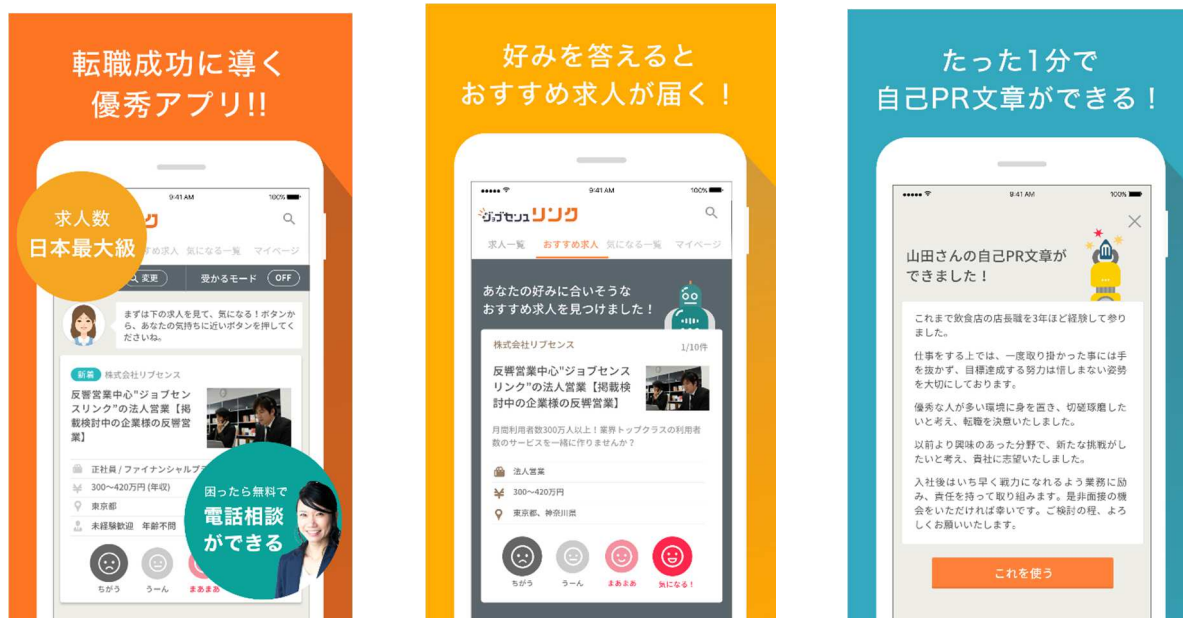 転職成功に導く
優秀アプリ!!
求人数
日本最大級
9:41 AM
100%
すめ求人 気になる一覧 マイページ
変更 受かるモード OFF
まずは下の求人を見て、気になる!ボタンか
ら、あなたの気持ちに近いボタンを押してく
ださいね。
新着 株式会社リブセンス
反響営業中心"ジョブセン
スリンク"の法人営業【掲
載検討中の企業様の反響営
業】
正社員 / ファイナンシャルプ
300〜420万円 (年収)
東京都
未経験歓迎 年齢不問
困ったら無料で
電話相談
ができる
ちがう うーん まあまあ
好みを答えると
おすすめ求人が届く!
9:41 AM 100%
ジョブセンスリンク
求人一覧 おすすめ求人 気になる一覧 マイページ
あなたの好みに合いそうな
おすすめ求人を見つけました!
株式会社リブセンス 1/10件
反響営業中心"ジョブセンス
リンク"の法人営業【掲載検
討中の企業様の反響営業】
月間利用者数300万人以上!業界トップクラスの利用者
数のサービスを一緒に作りませんか?
法人営業
300〜420万円
東京都、神奈川県
ちがう うーん まあまあ 気になる!
たった1分で
自己PR文章ができる!
9:41 AM 100%
山田さんの自己PR文章が
できました!
これまで飲食店の店長職を3年ほど経験して参り
ました。
仕事をする上では、一度取り掛かった事には手
を抜かず、目標達成する努力は惜しまない姿勢
を大切にしております。
優秀な人が多い環境に身を置き、切磋琢磨した
いと考え、転職を決意いたしました。
以前より興味のあった分野で、新たな挑戦がし
たいと考え、貴社に志望いたしました。
入社後はいち早く戦力になれるよう業務に励
み、責任を持って取り組みます。是非面接の機
会をいただければ幸いです。ご検討の程、よろ
しくお願いいたします。
これを使う